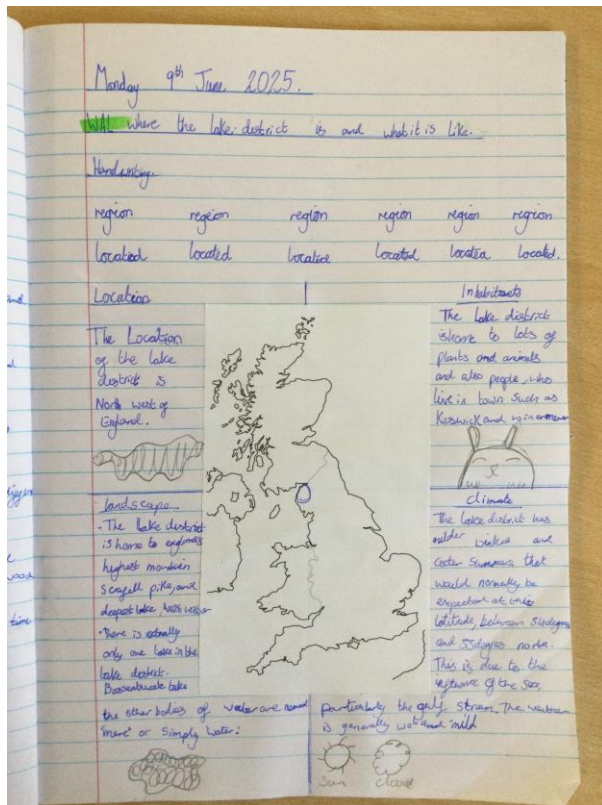 Monday 9th June 2025.
WAL where the lake district is and what it is like.
Handwriting.
region region region region region region
located located located located located located.
Location
The Location
of the lake
district is
North west of
England.
Inhabitants
The lake district
is home to lots of
plants and animals
and also people, who
live in town such as
Keswick and
landscape
• The lake district
is home to englands
highest mountain
scafell pike, and
deepest lake,
• There is actually
only one lake in the
lake district.
lake
the other bodies of water are named
'mere' or simply water.
Climate
The lake district has
milder winters and
summers that
would normally be
expected at this
latitude, between 54degrees
and 55degrees north.
This is due to the
of the sea,
particularly the gulf stream. The
is generally wet and mild
Sun
cloud